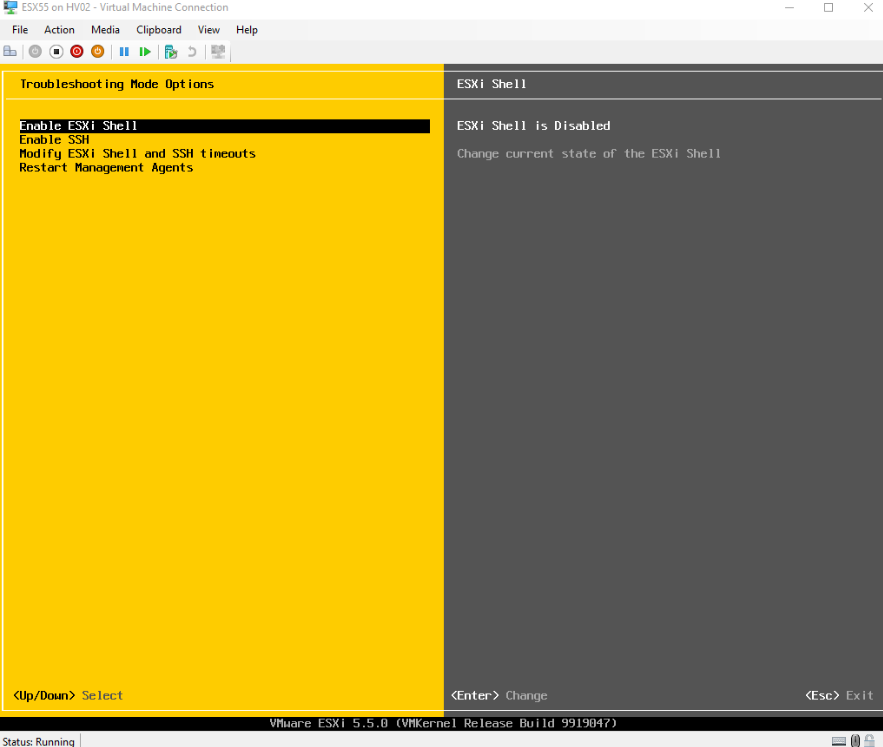 ESX55 on HV02 - Virtual Machine Connection
File Action Media Clipboard View Help
Troubleshooting Mode Options
Enable ESXi Shell
Enable SSH
Modify ESXi Shell and SSH timeouts
Restart Management Agents
ESXi Shell
ESXi Shell is Disabled
Change current state of the ESXi Shell
<Up/Down> Select
<Enter> Change
<Esc> Exit
VMware ESXi 5.5.0 (VMKernel Release Build 9919047)
Status: Running